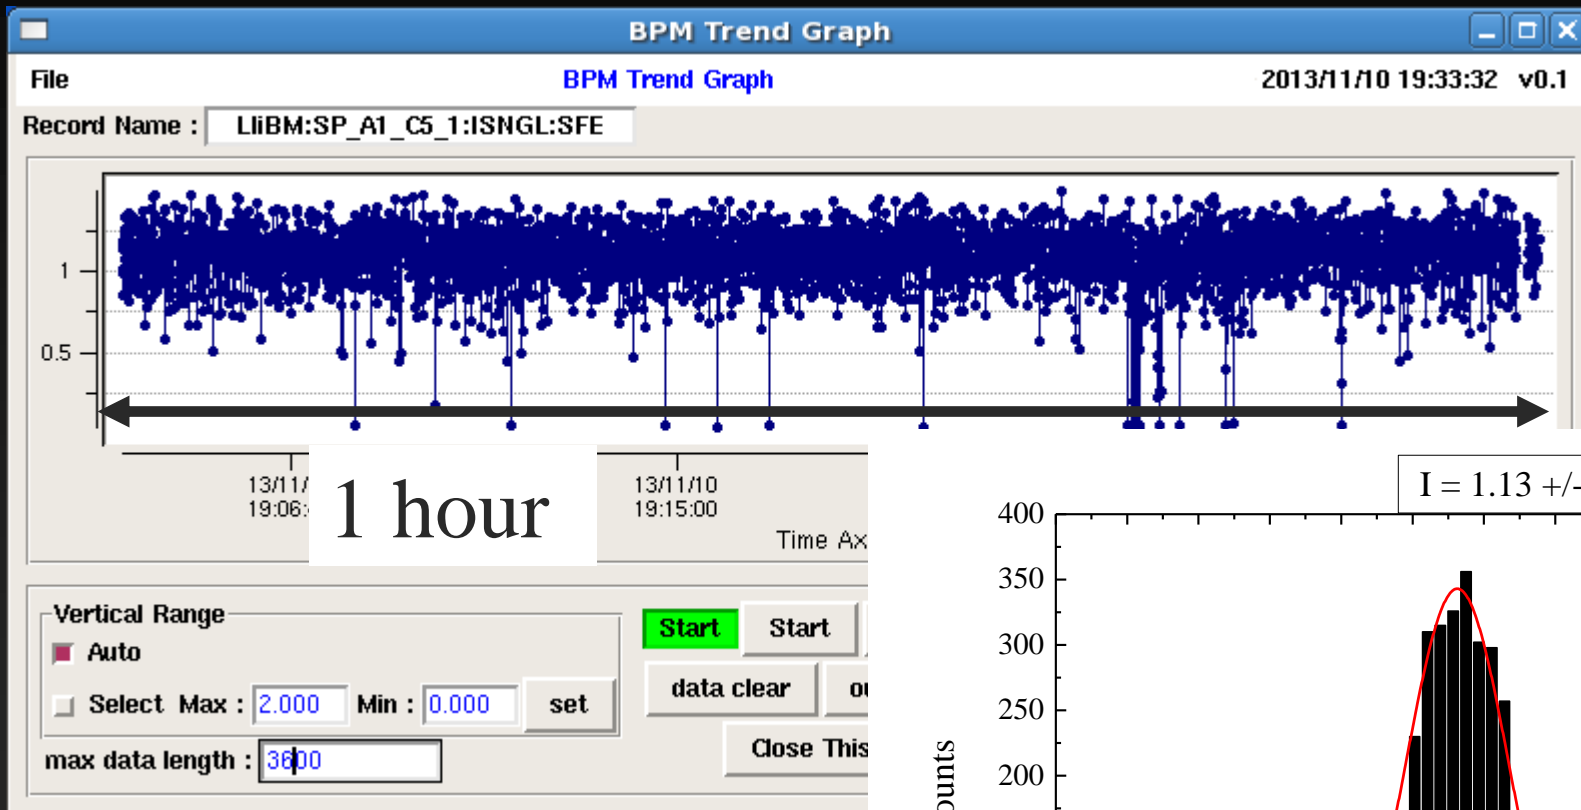 BPM Trend Graph
File BPM Trend Graph 2013/11/10 19:33:32 v0.1
Record Name : LIiBM:SP_A1_C5_1:ISNGL:SFE
1
0.5
13/11/
19:06:
1 hour
13/11/10
19:15:00
Time Ax
I = 1.13 +/-
400
350
300
250
200
ounts
Vertical Range
Auto
Select Max : 2.000 Min : 0.000 set
max data length : 3600
Start Start
data clear
Close This